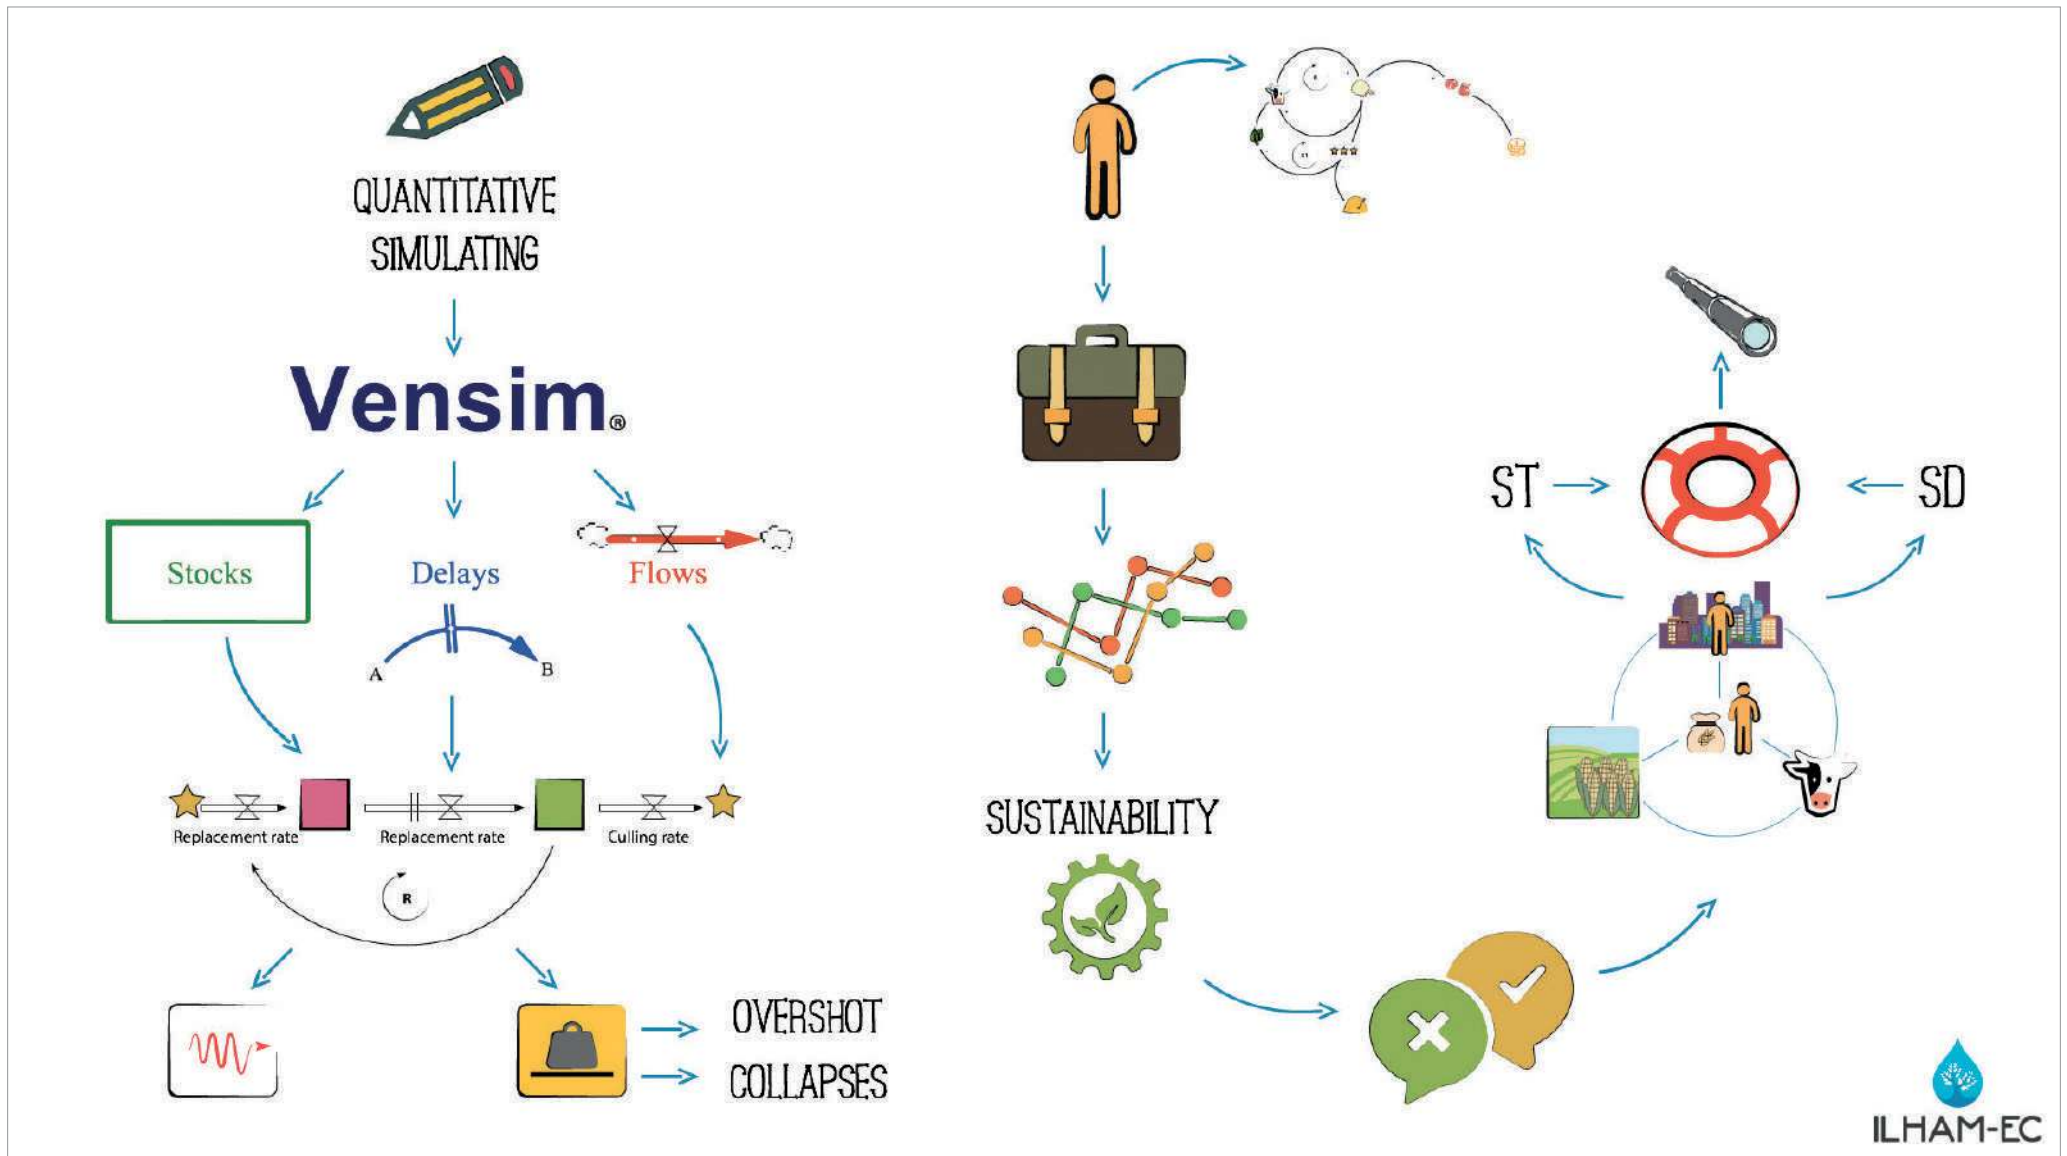 QUANTITATIVE
SIMULATING
Vensim®
Stocks
Delays
Flows
A
B
Replacement rate
Replacement rate
Culling rate
R
OVERSHOT
COLLAPSES
SUSTAINABILITY
ST
SD
ILHAM-EC